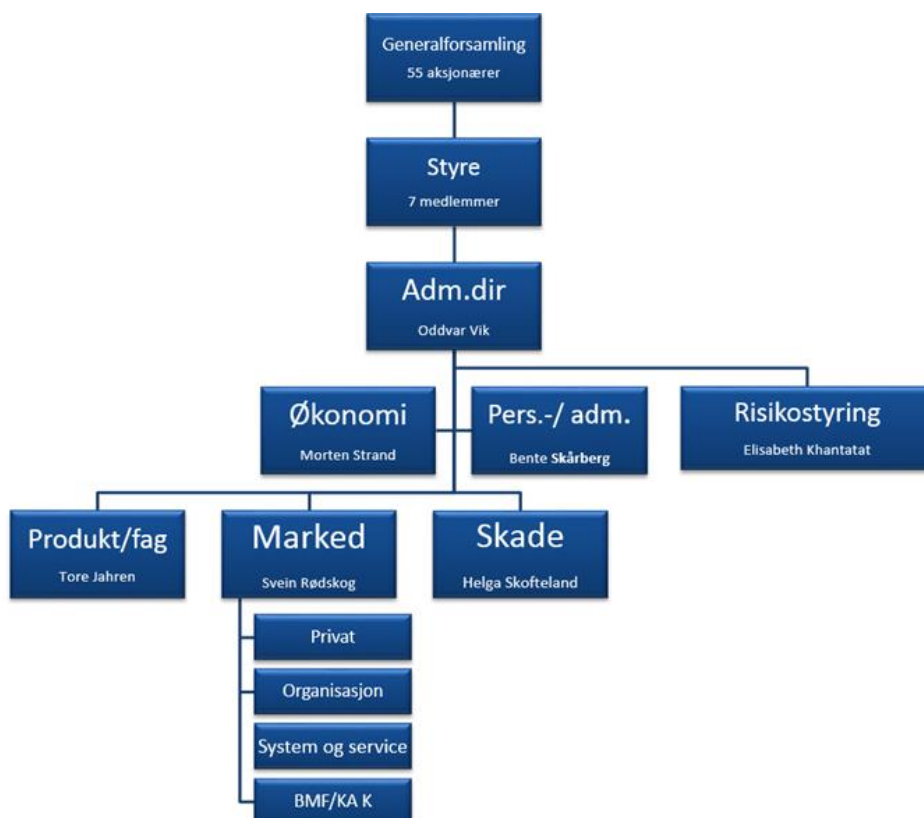 Generalforsamling
55 aksjonærer
Styre
7 medlemmer
Adm.dir
Oddvar Vik
Økonomi
Morten Strand
Pers.-/ adm.
Bente Skårberg
Risikostyring
Elisabeth Khantatat
Produkt/fag
Tore Jahren
Marked
Svein Rødskog
Skade
Helga Skofteland
Privat
Organisasjon
System og service
BMF/KA K